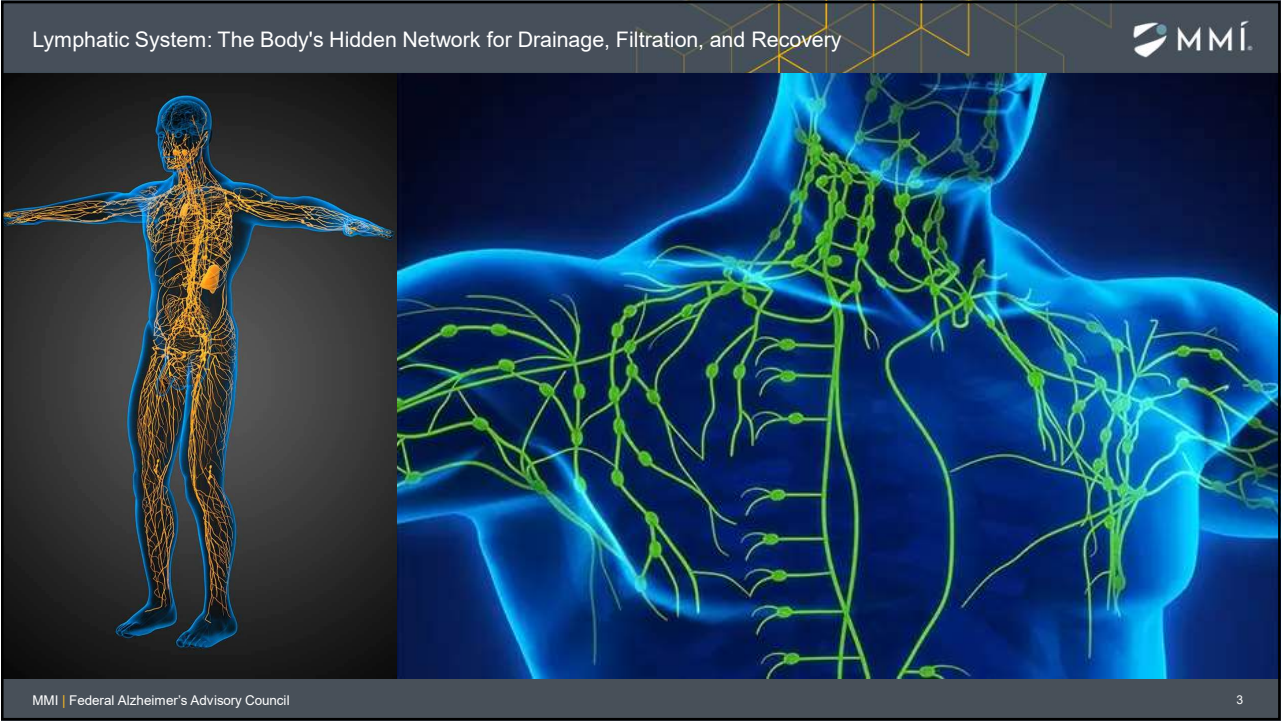 Lymphatic System: The Body's Hidden Network for Drainage, Filtration, and Recovery
MMÍ.
MMI | Federal Alzheimer's Advisory Council
3